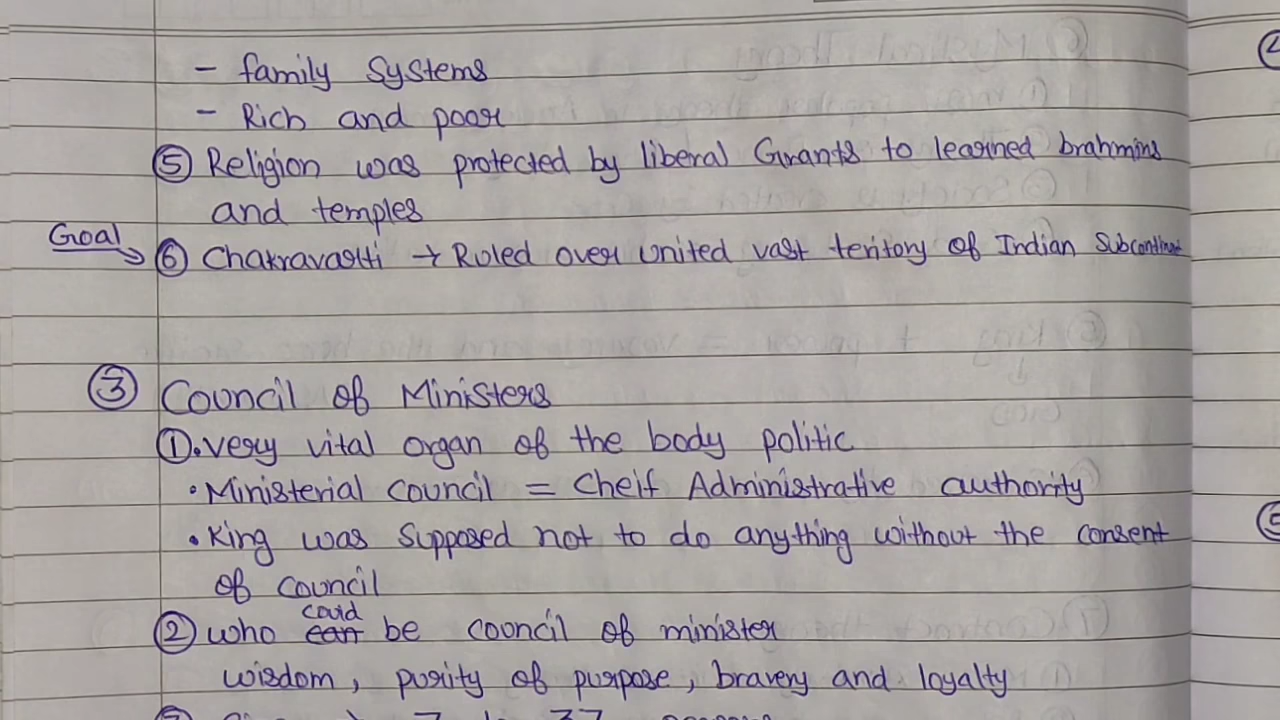 - family Systems
- Rich and poor
⑤ Religion was protected by liberal Grants to learned brahmins
and temples
Goal → ⑥ Chakravarti → Ruled over united vast teritory of Indian Subcontinent
③ Council of Ministers
①. very vital organ of the body politic
• Ministerial council = Cheif Administrative authority
• King was supposed not to do anything without the consent
of council
could
② who can be council of minister
wisdom, purity of purpose, bravery and loyalty